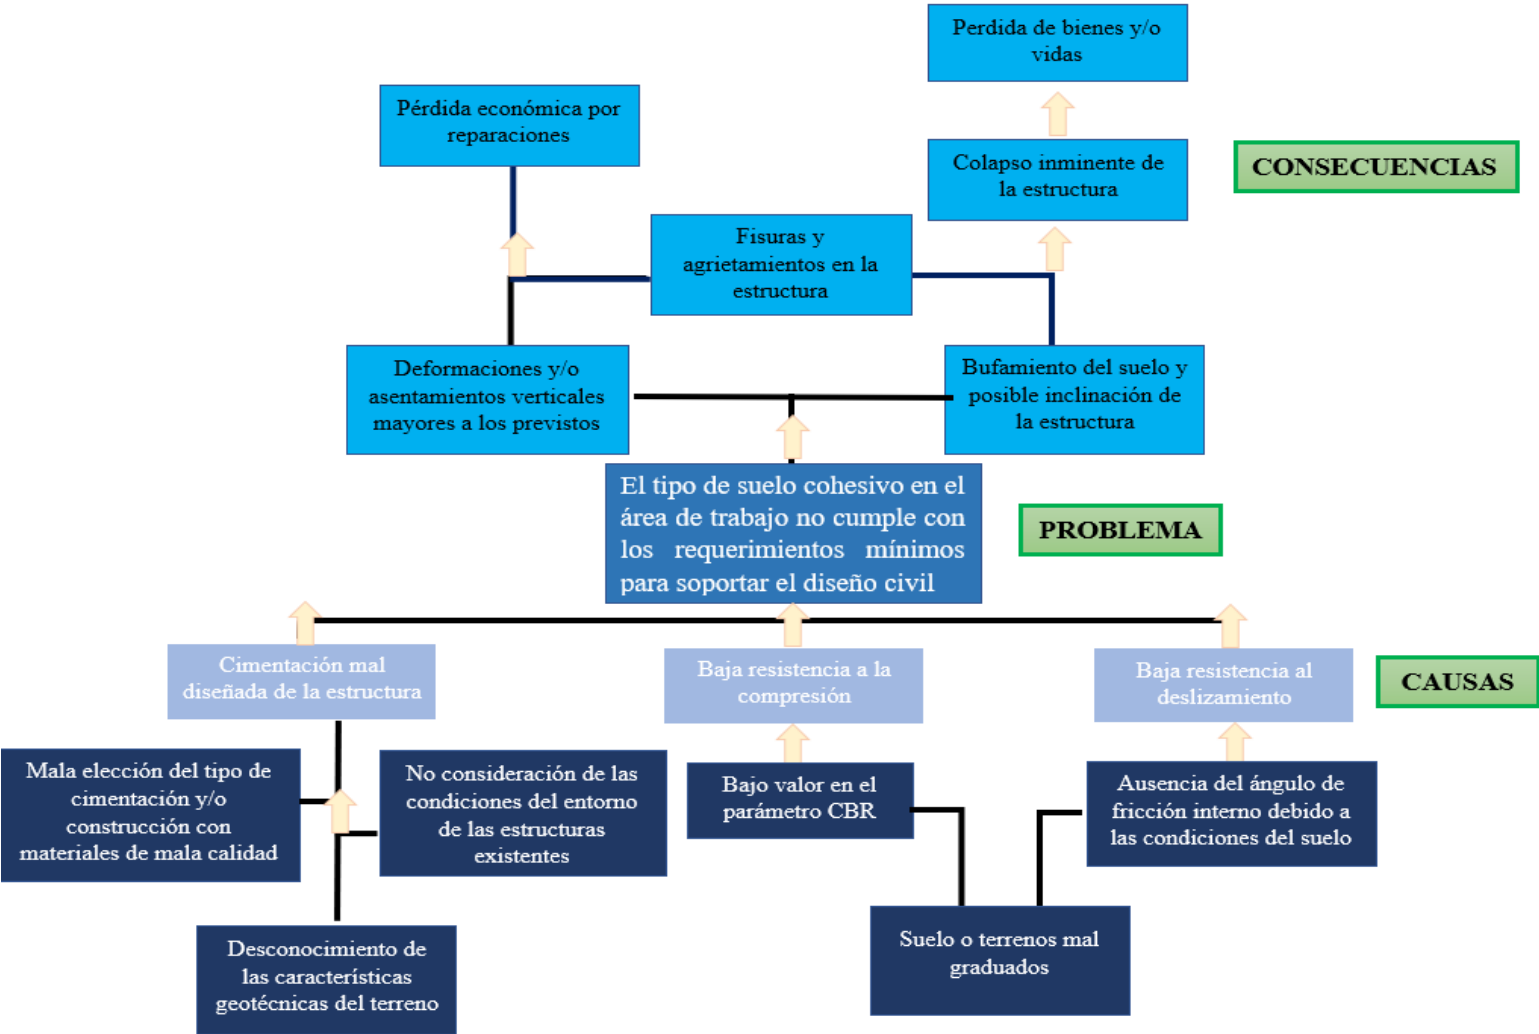 Perdida de bienes y/o
vidas
Pérdida económica por
reparaciones
Colapso inminente de
la estructura
CONSECUENCIAS
Fisuras y
agrietamientos en la
estructura
Deformaciones y/o
asentamientos verticales
mayores a los previstos
Bufamiento del suelo y
posible inclinación de
la estructura
El tipo de suelo cohesivo en el
área de trabajo no cumple con
los requerimientos mínimos
para soportar el diseño civil
PROBLEMA
Cimentación mal
diseñada de la estructura
Baja resistencia a la
compresión
Baja resistencia al
deslizamiento
CAUSAS
Mala elección del tipo de
cimentación y/o
construcción con
materiales de mala calidad
No consideración de las
condiciones del entorno
de las estructuras
existentes
Bajo valor en el
parámetro CBR
Ausencia del ángulo de
fricción interno debido a
las condiciones del suelo
Desconocimiento de
las características
geotécnicas del terreno
Suelo o terrenos mal
graduados